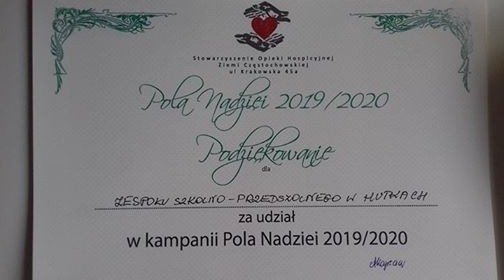 Stowarzyszenie Opieki Hospicyjnej
Ziemi Częstochowskiej
ul Krakowska 45a
Pola Nadziei 2019/2020
Podziękowanie
dla
ZESPOŁU SZKOLNO-PRZEDSZKOLNEGO W HUTKACH
za udział
w kampanii Pola Nadziei 2019/2020